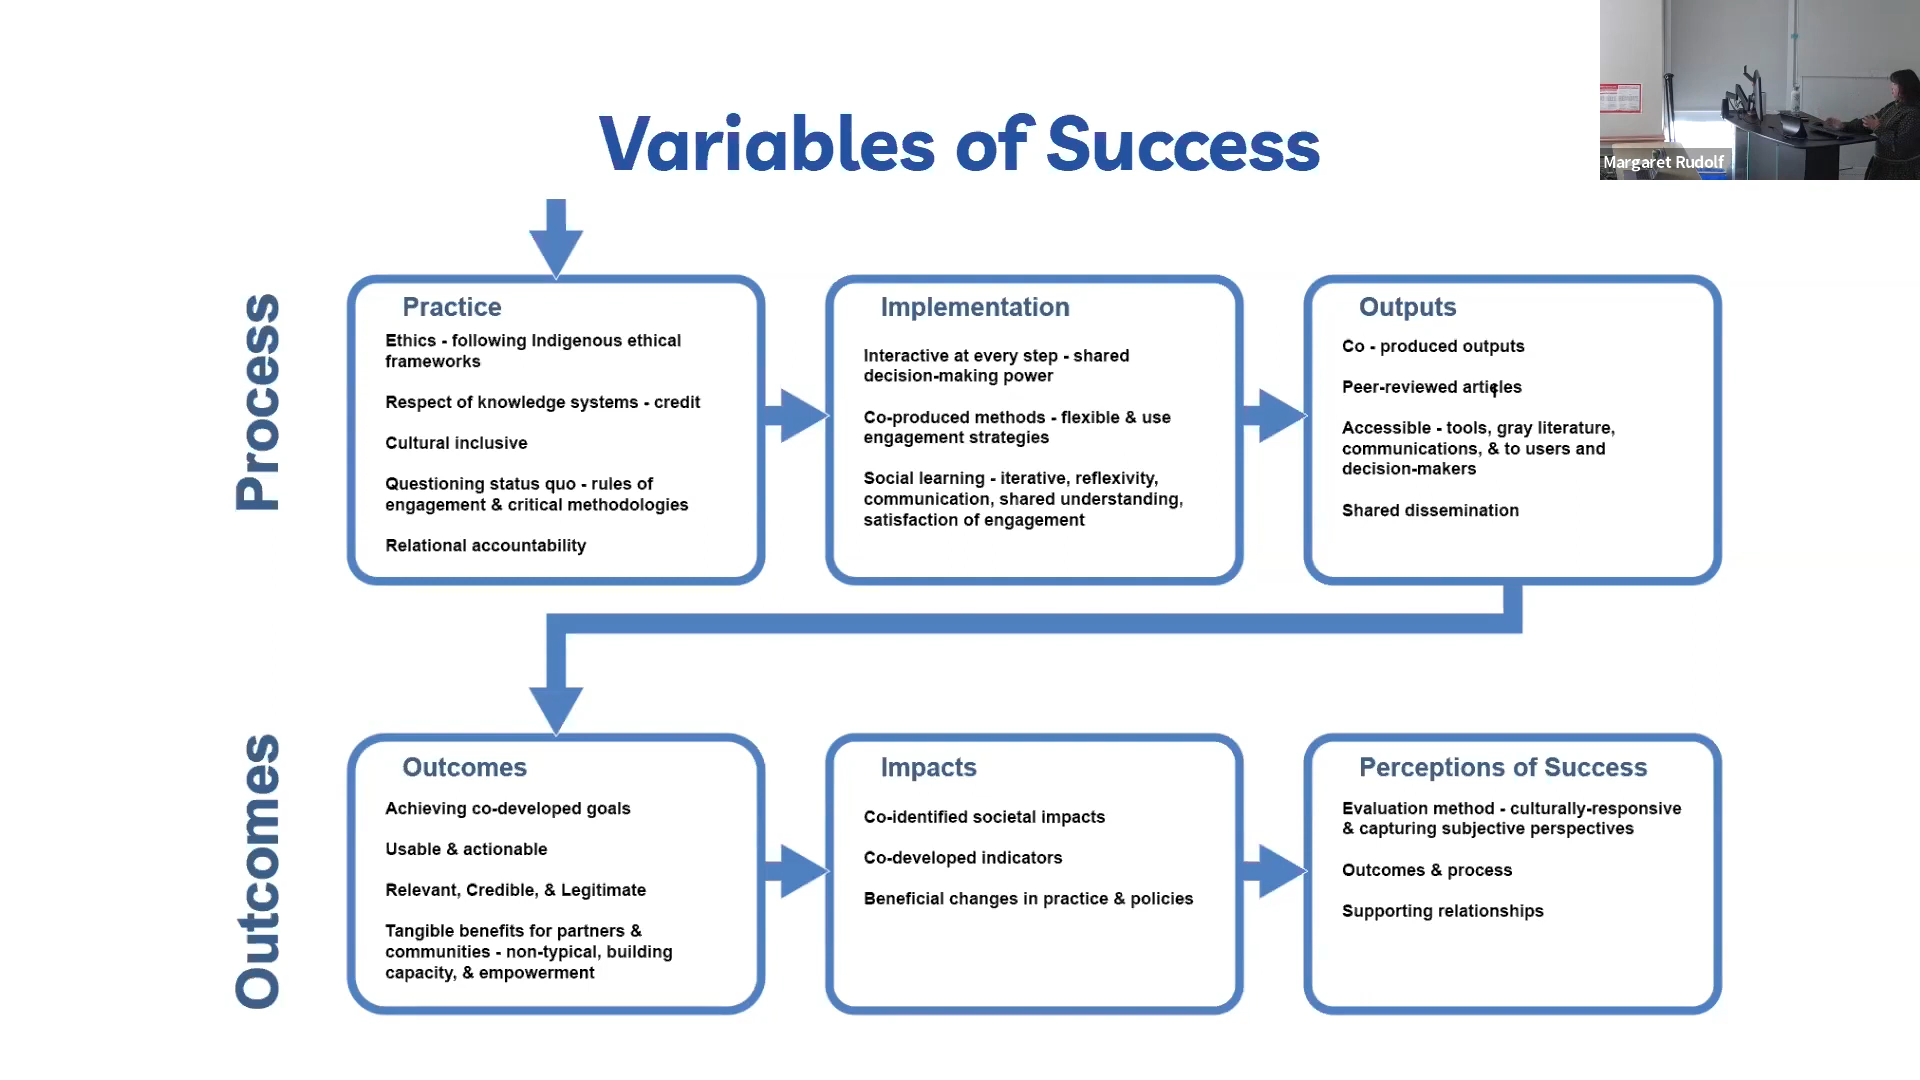 Margaret Rudolf
Variables of Success
Process
Practice
Ethics - following Indigenous ethical
frameworks
Respect of knowledge systems - credit
Cultural inclusive
Questioning status quo - rules of
engagement & critical methodologies
Relational accountability
Implementation
Interactive at every step - shared
decision-making power
Co-produced methods - flexible & use
engagement strategies
Social learning - iterative, reflexivity,
communication, shared understanding,
satisfaction of engagement
Outputs
Co - produced outputs
Peer-reviewed articles
Accessible - tools, gray literature,
communications, & to users and
decision-makers
Shared dissemination
Outcomes
Outcomes
Achieving co-developed goals
Usable & actionable
Relevant, Credible, & Legitimate
Tangible benefits for partners &
communities - non-typical, building
capacity, & empowerment
Impacts
Co-identified societal impacts
Co-developed indicators
Beneficial changes in practice & policies
Perceptions of Success
Evaluation method - culturally-responsive
& capturing subjective perspectives
Outcomes & process
Supporting relationships